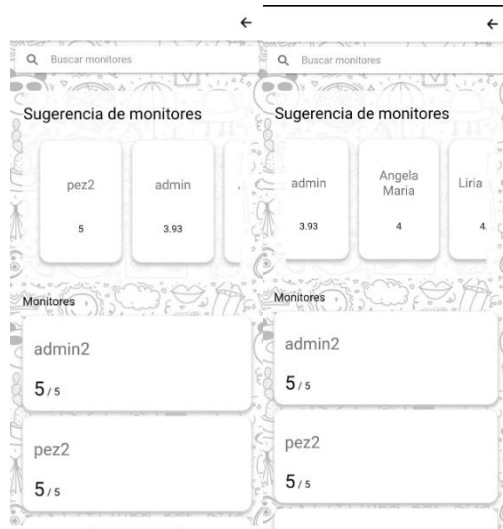 Buscar monitores
Sugerencia de monitores
pez2
5
admin
3.93
Monitores
admin2
5 / 5
pez2
5 / 5
Buscar monitores
Sugerencia de monitores
admin
3.93
Angela
Maria
4
Liria
4.
Monitores
admin2
5 / 5
pez2
5 / 5